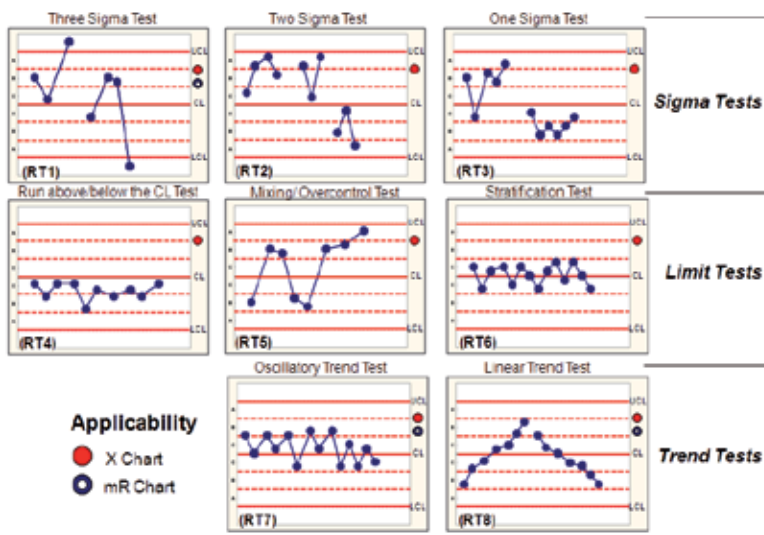 Three Sigma Test
Two Sigma Test
One Sigma Test
UCL
CL
LCL
(RT1)
UCL
CL
LCL
(RT2)
UCL
CL
LCL
(RT3)
Sigma Tests
Run above/below the CL Test
Mixing/Overcontrol Test
Stratification Test
UCL
CL
LCL
(RT4)
UCL
CL
LCL
(RT5)
UCL
CL
LCL
(RT6)
Limit Tests
Oscillatory Trend Test
Linear Trend Test
UCL
CL
LCL
(RT7)
UCL
CL
LCL
(RT8)
Trend Tests
Applicability
X Chart
mR Chart